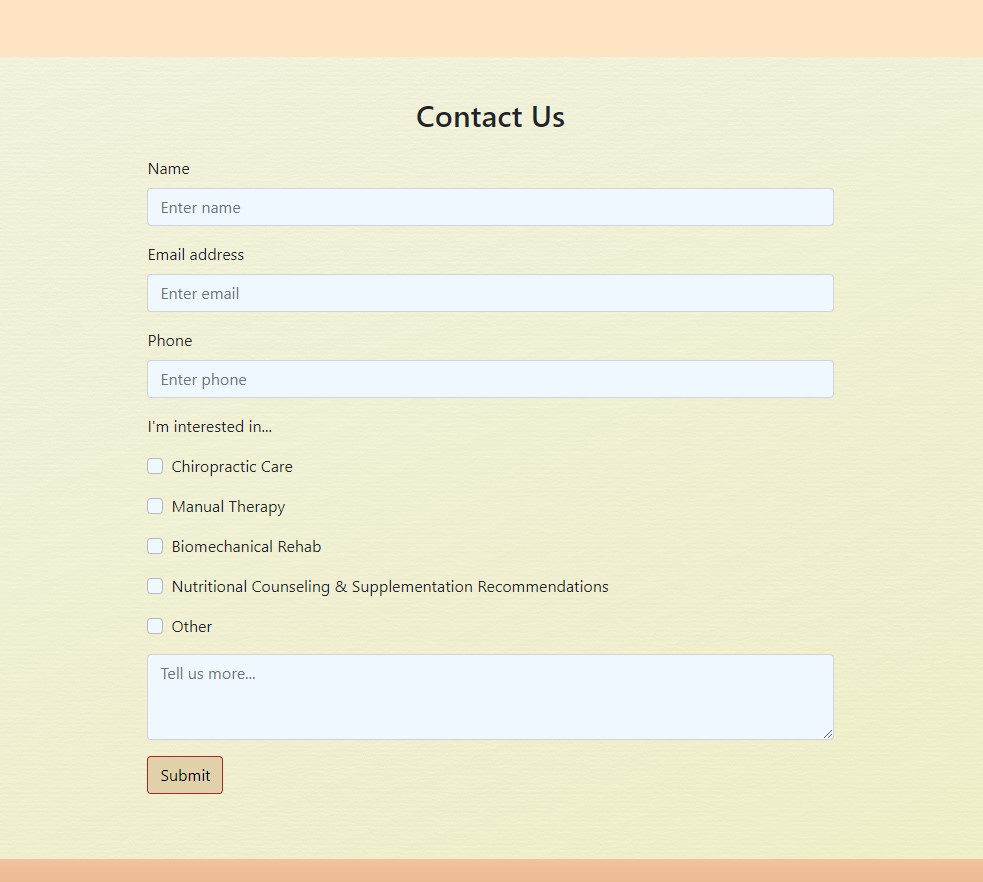 Contact Us
Name
Enter name
Email address
Enter email
Phone
Enter phone
I'm interested in...
Chiropractic Care
Manual Therapy
Biomechanical Rehab
Nutritional Counseling & Supplementation Recommendations
Other
Tell us more...
Submit